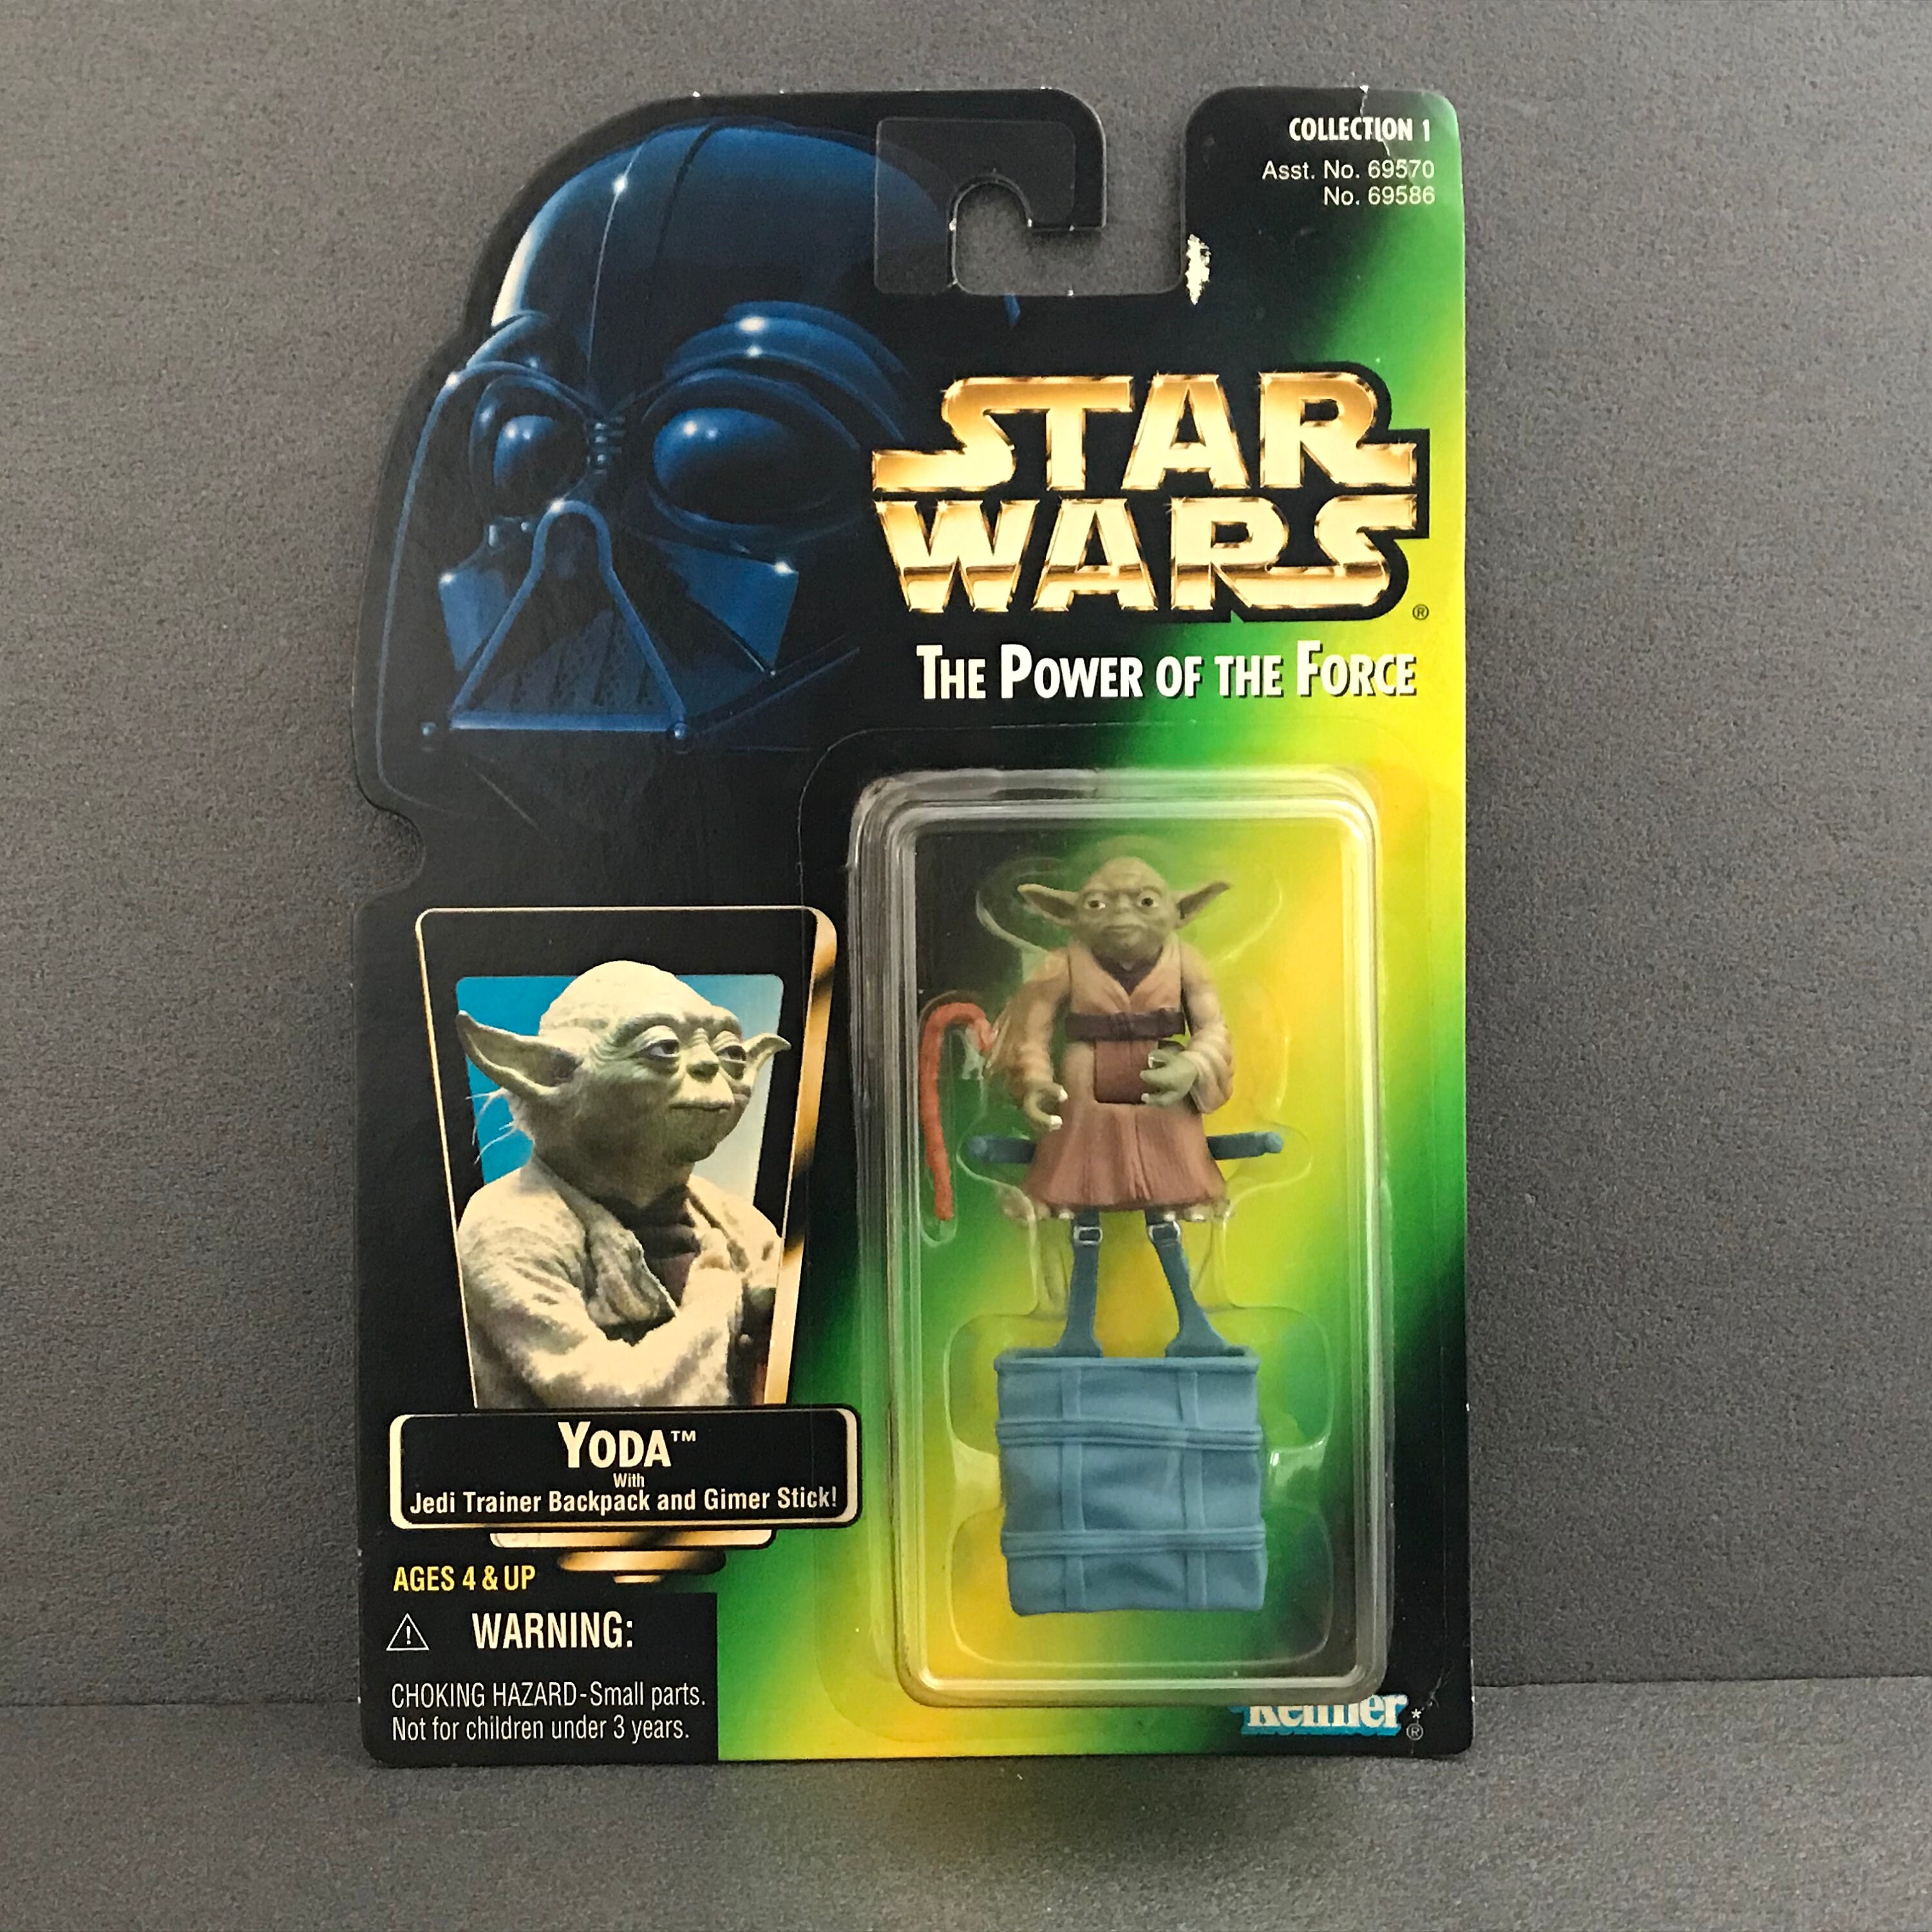 COLLECTION 1
Asst. No. 69570
No. 69586
STAR
WARS®
THE POWER OF THE FORCE
YODA™
With
Jedi Trainer Backpack and Gimer Stick!
AGES 4 & UP
WARNING:
CHOKING HAZARD-Small parts.
Not for children under 3 years.
Kenner*®